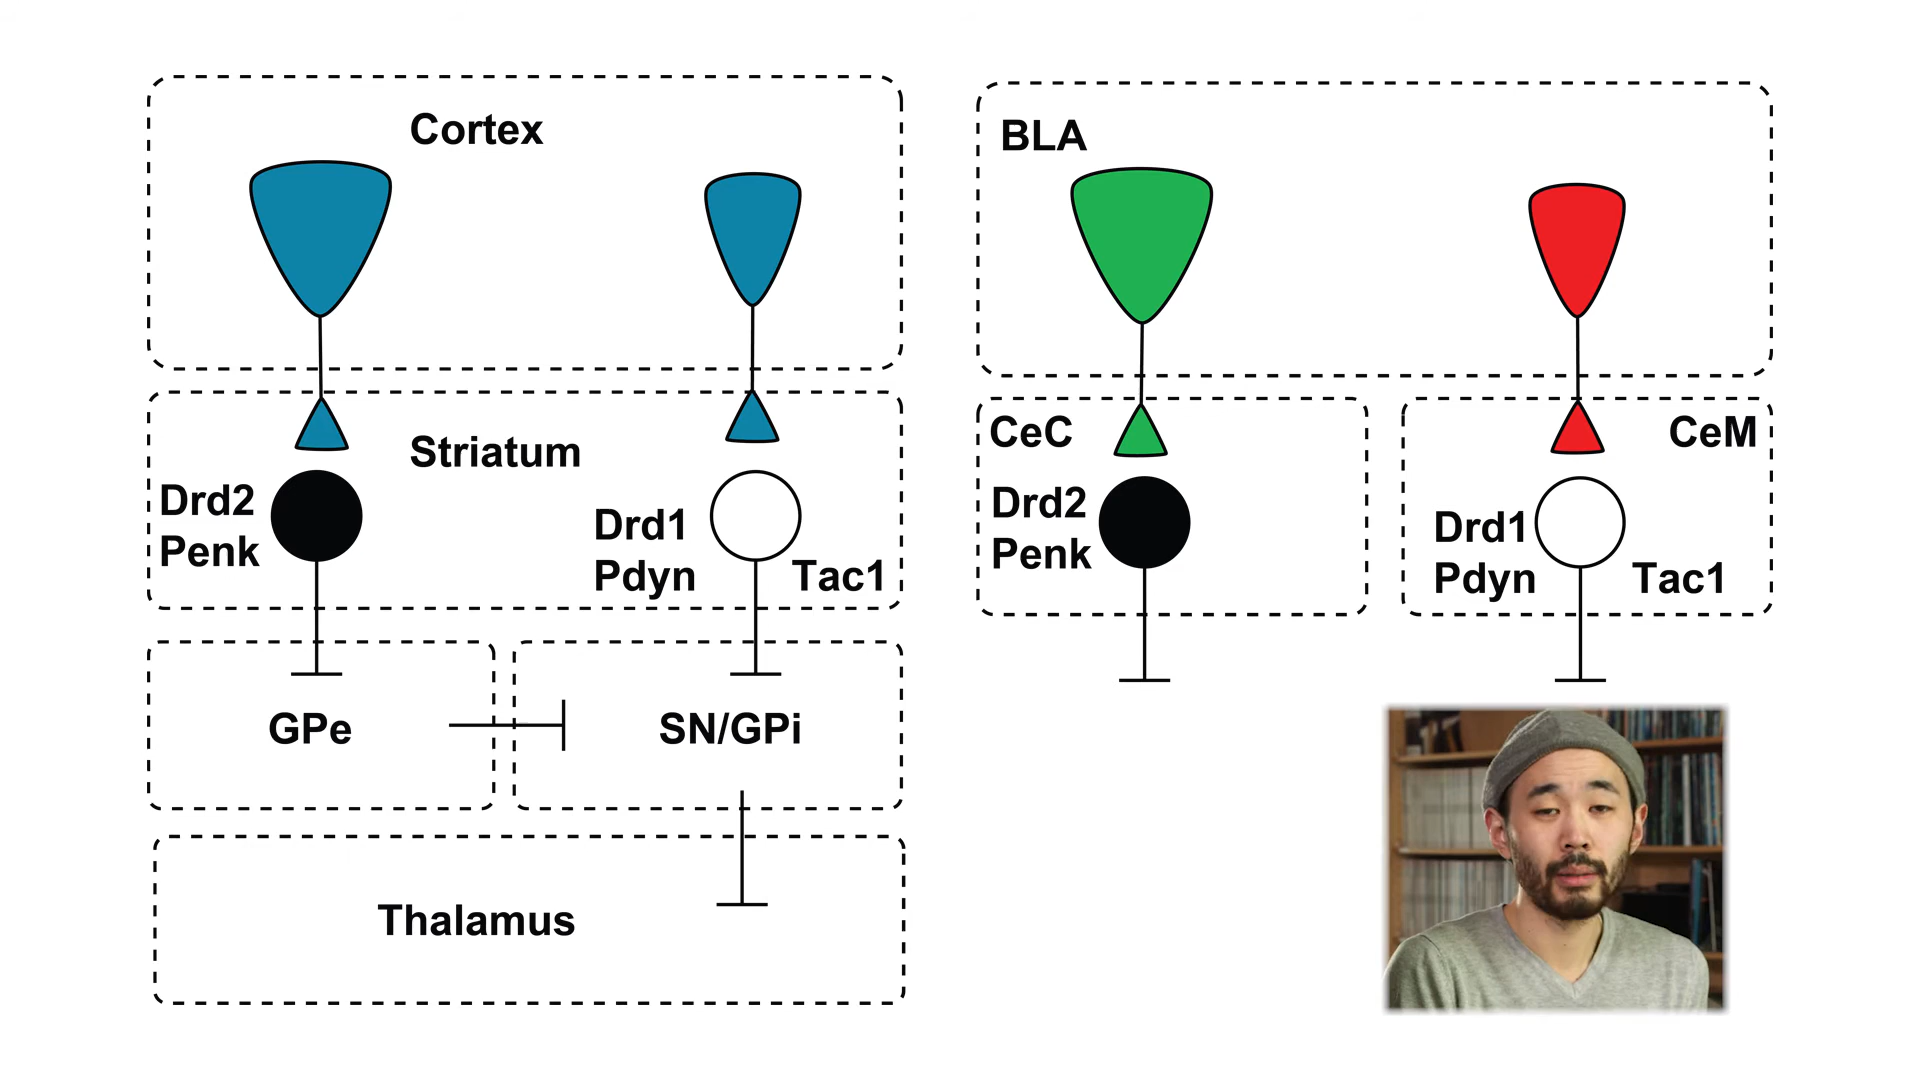 Cortex
Striatum
Drd2
Penk
Drd1
Pdyn
Tac1
GPe
SN/GPi
Thalamus
BLA
CeC
Drd2
Penk
CeM
Drd1
Pdyn
Tac1